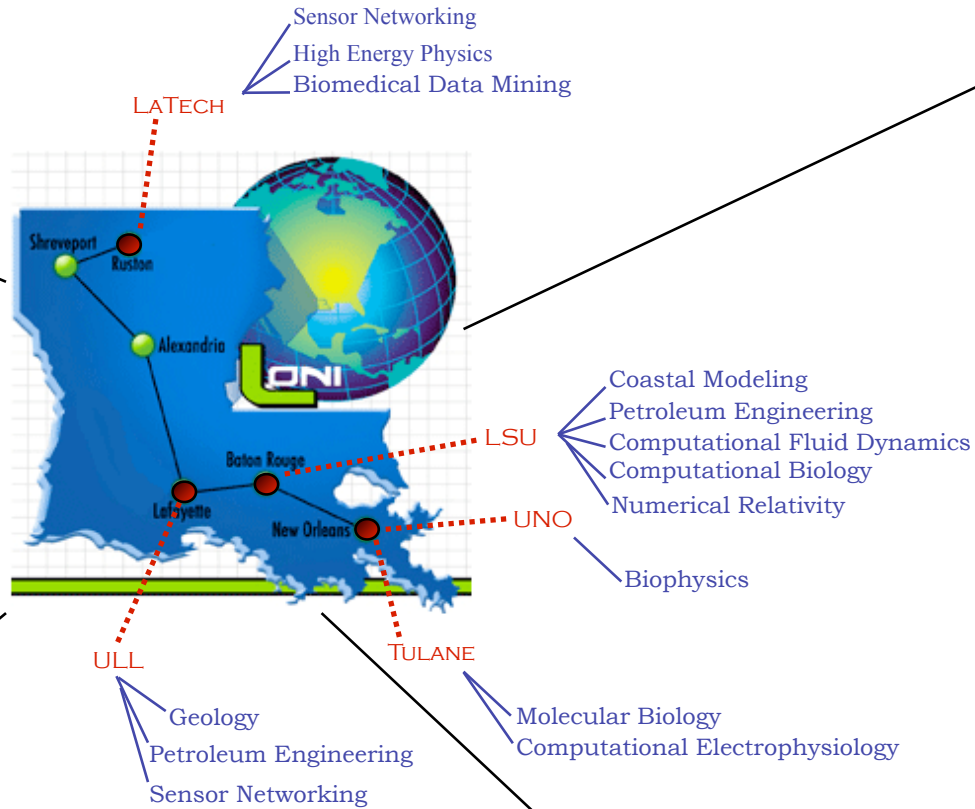 Sensor Networking
High Energy Physics
Biomedical Data Mining
LATECH
Shreveport
Ruston
Alexandria
LONI
Coastal Modeling
Petroleum Engineering
LSU
Computational Fluid Dynamics
Computational Biology
Numerical Relativity
Baton Rouge
Lafayette
New Orleans
UNO
Biophysics
TULANE
ULL
Molecular Biology
Computational Electrophysiology
Geology
Petroleum Engineering
Sensor Networking